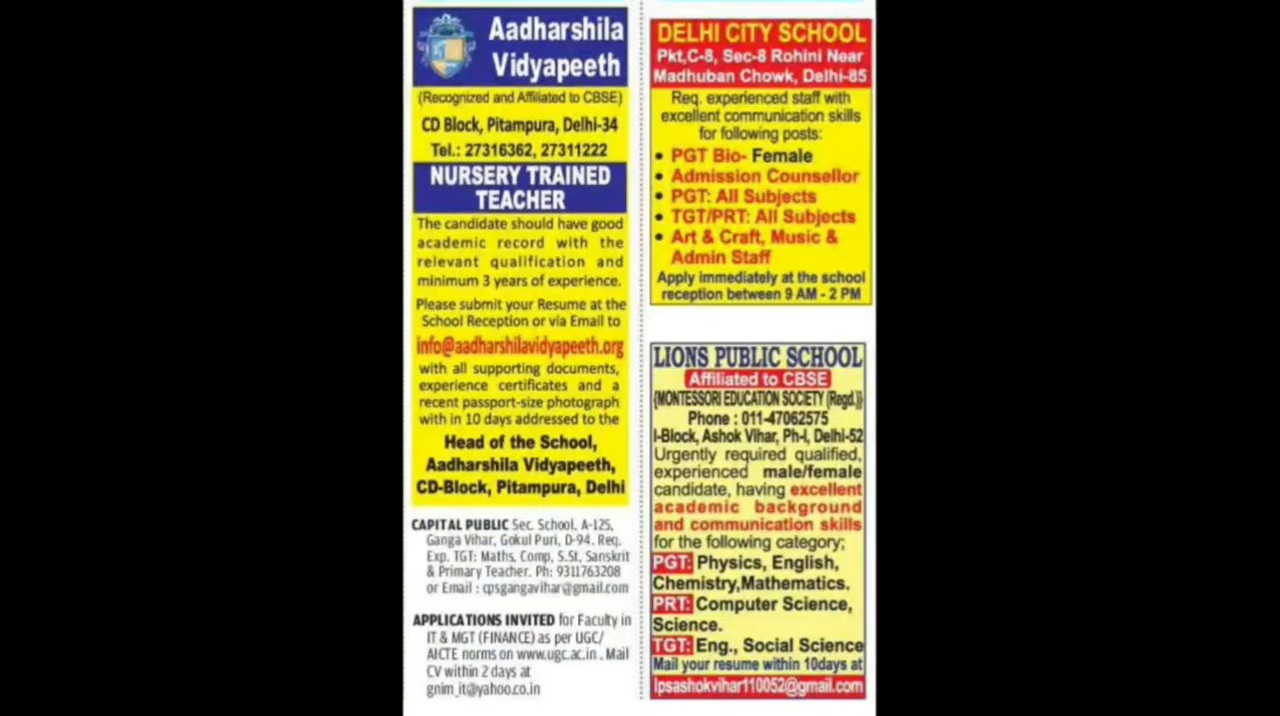 Aadharshila
Vidyapeeth
(Recognized and Affiliated to CBSE)
CD Block, Pitampura, Delhi-34
Tel.: 27316362, 27311222
NURSERY TRAINED
TEACHER
The candidate should have good
academic record with the
relevant qualification and
minimum 3 years of experience.
Please submit your Resume at the
School Reception or via Email to
info@aadharshilavidyapeeth.org
with all supporting documents,
experience certificates and a
recent passport-size photograph
with in 10 days addressed to the
Head of the School,
Aadharshila Vidyapeeth,
CD-Block, Pitampura, Delhi
CAPITAL PUBLIC Sec. School, A-125,
Ganga Vihar, Gokul Puri, D-94. Req.
Exp. TGT: Maths, Comp, S.St, Sanskrit
& Primary Teacher. Ph: 9311763208
or Email : cpsgangavihar@gmail.com
APPLICATIONS INVITED for Faculty in
IT & MGT (FINANCE) as per UGC/
AICTE norms on www.ugc.ac.in . Mail
CV within 2 days at
gnim_it@yahoo.co.in
DELHI CITY SCHOOL
Pkt,C-8, Sec-8 Rohini Near
Madhuban Chowk, Delhi-85
Req. experienced staff with
excellent communication skills
for following posts:
• PGT Bio- Female
• Admission Counsellor
• PGT: All Subjects
• TGT/PRT: All Subjects
• Art & Craft, Music &
Admin Staff
Apply immediately at the school
reception between 9 AM - 2 PM
LIONS PUBLIC SCHOOL
Affiliated to CBSE
{MONTESSORI EDUCATION SOCIETY (Regd.)}
Phone : 011-47062575
I-Block, Ashok Vihar, Ph-I, Delhi-52
Urgently required qualified,
experienced male/female
candidate, having excellent
academic background
and communication skills
for the following category;
PGT: Physics, English,
Chemistry,Mathematics.
PRT: Computer Science,
Science.
TGT: Eng., Social Science
Mail your resume within 10days at
lpsashokvihar110052@gmail.com